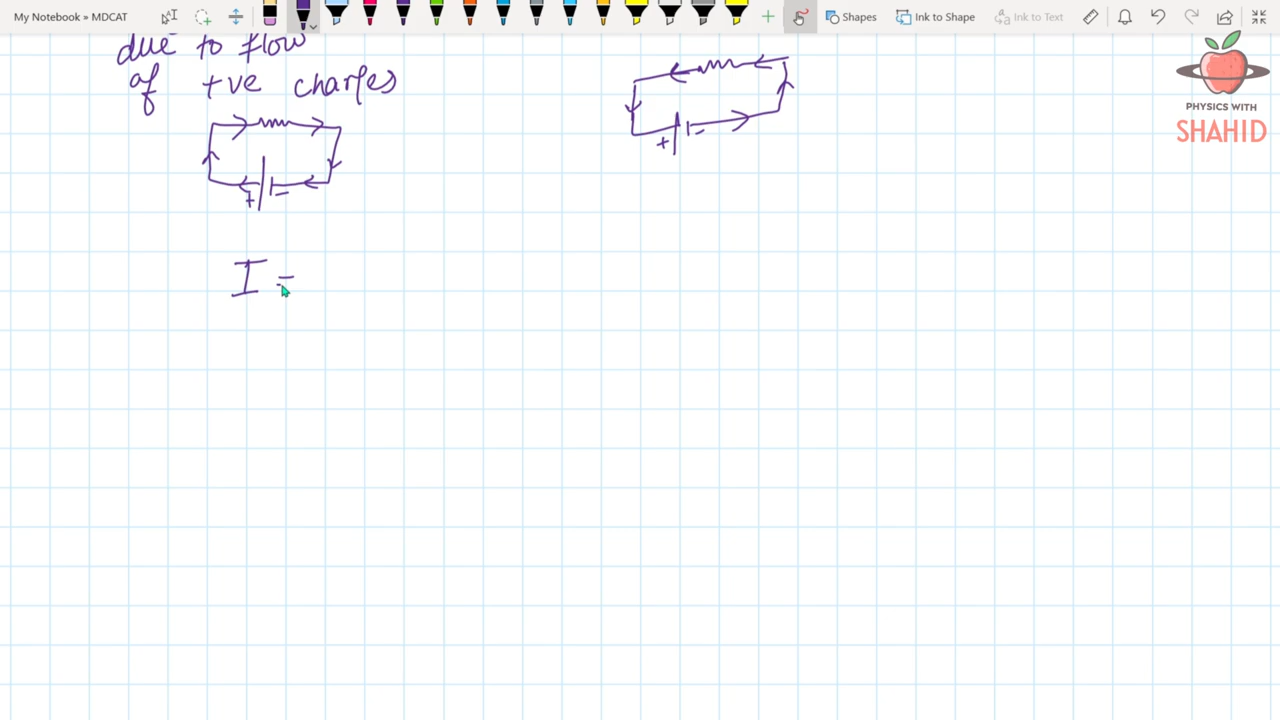 My Notebook » MDCAT
Shapes
Ink to Shape
Ink to Text
PHYSICS WITH
SHAHID
due to flow
of +ve charges
+ -
+ -
I =